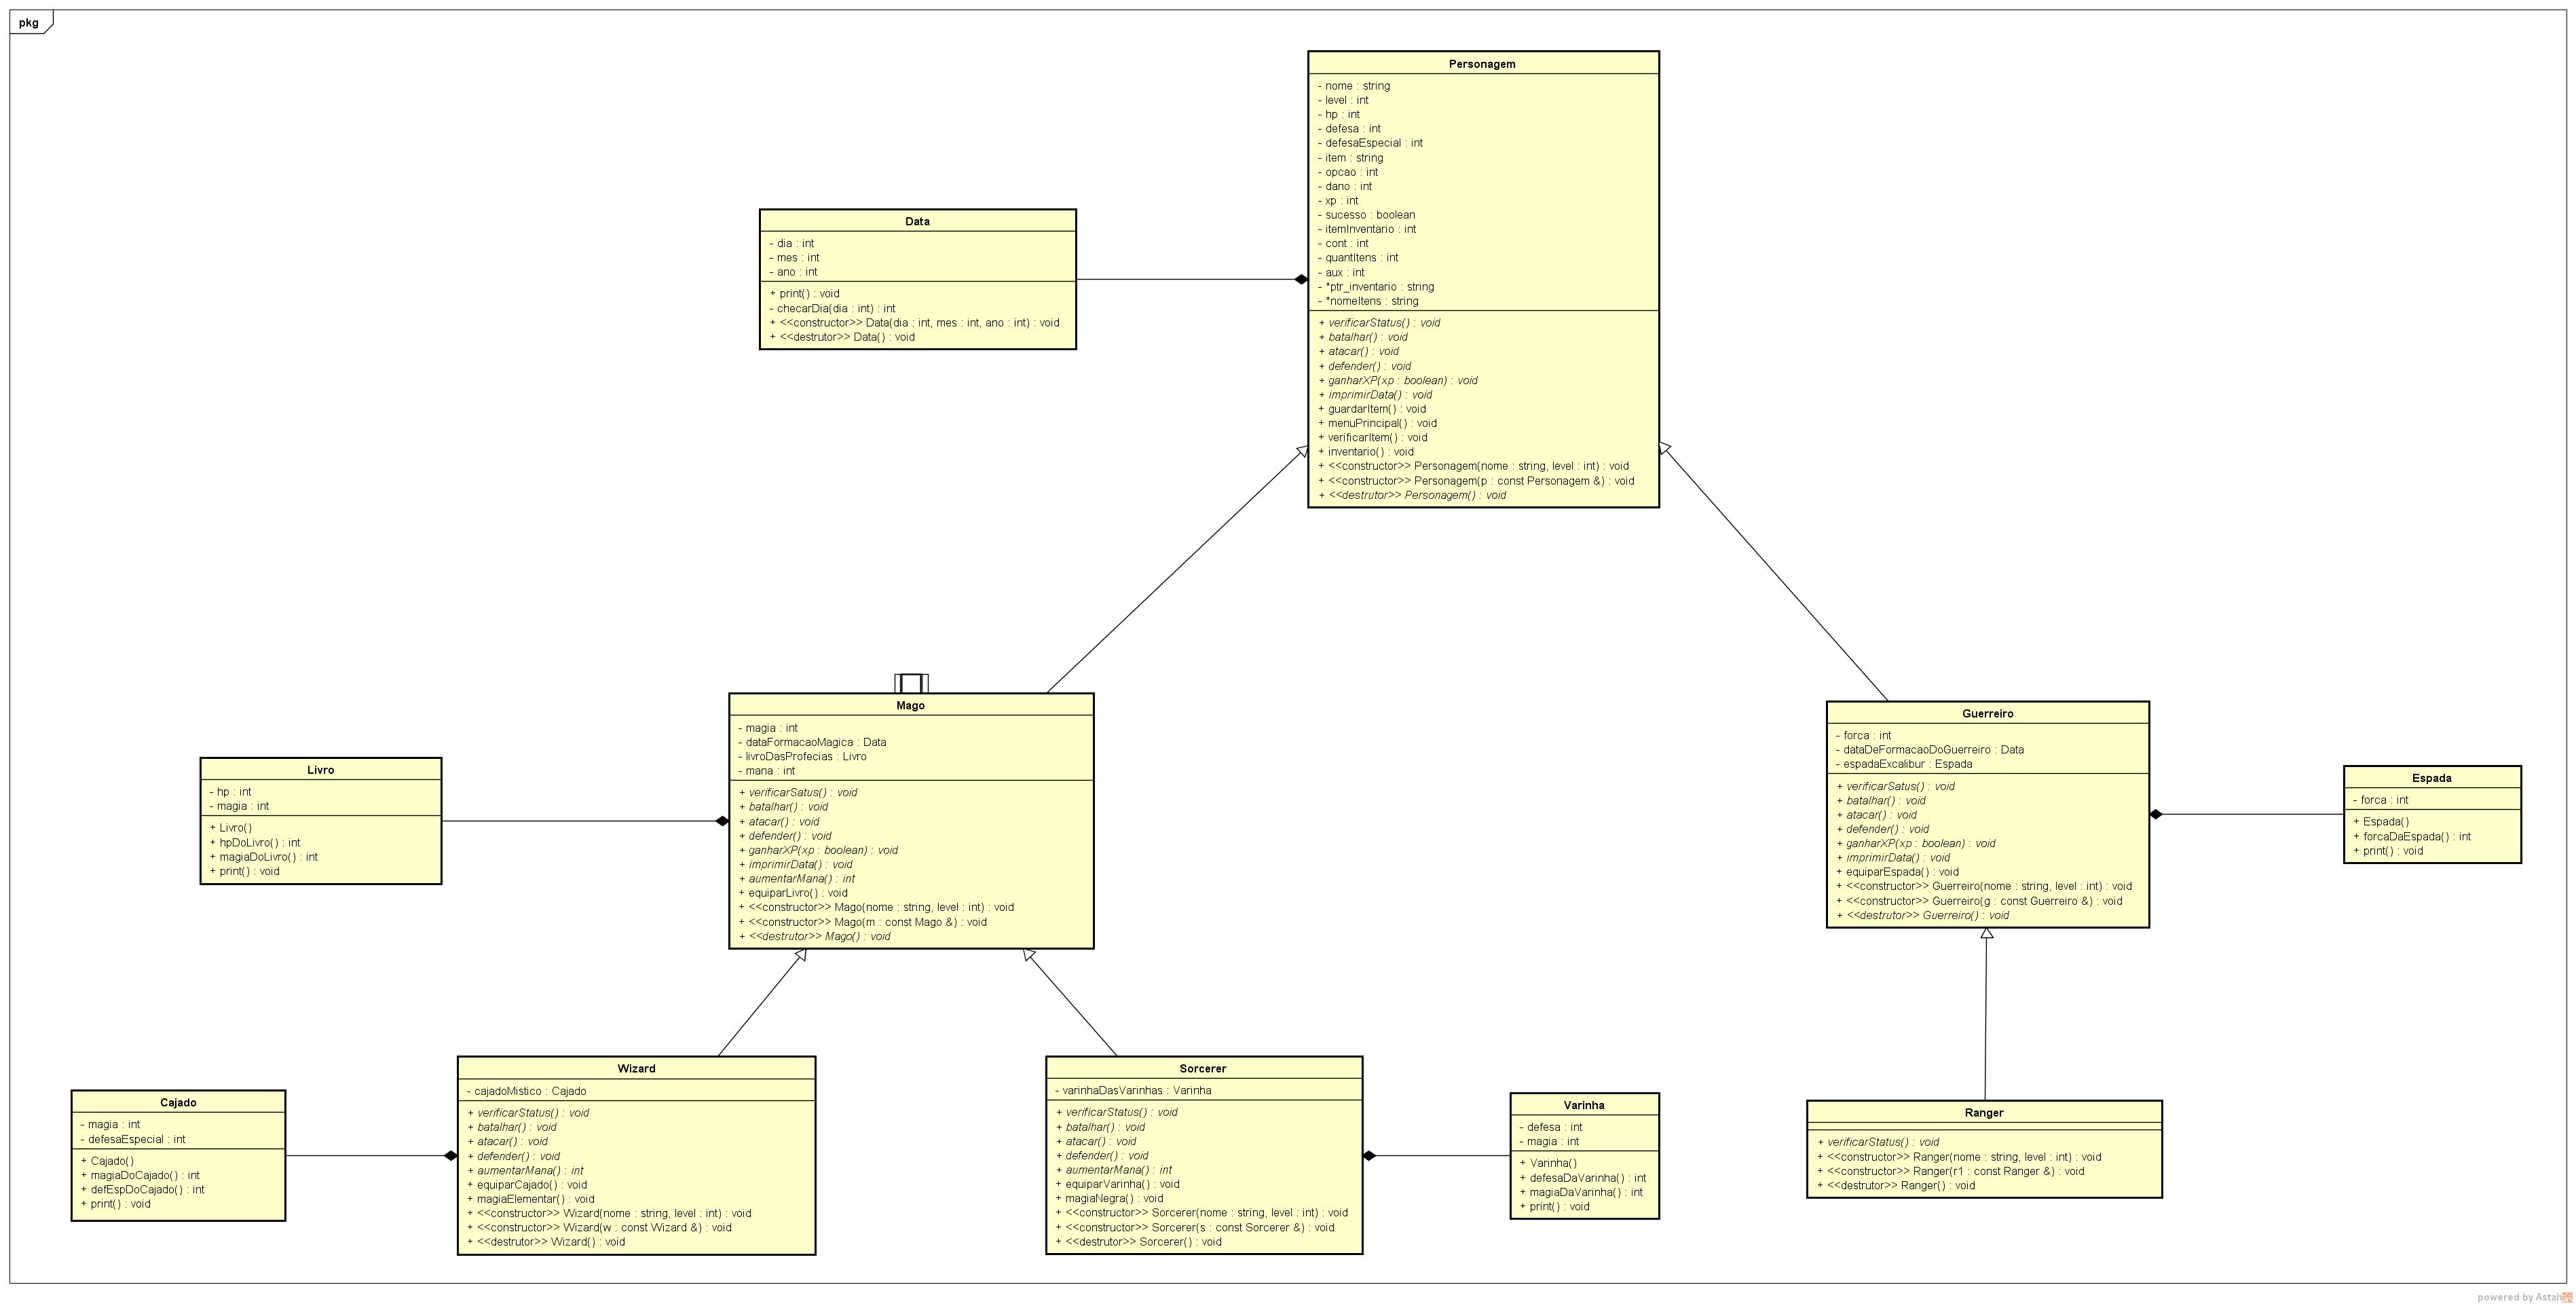 pkg
Personagem
- nome : string
- level : int
- hp : int
- defesa : int
- defesaEspecial : int
- item : string
- opcao : int
- dano : int
- xp : int
- sucesso : boolean
- itemInventario : int
- cont : int
- quantItens : int
- aux : int
- *ptr_inventario : string
- *nomeItens : string
+ verificarStatus() : void
+ batalhar() : void
+ atacar() : void
+ defender() : void
+ ganharXP(xp : boolean) : void
+ imprimirData() : void
+ guardarItem() : void
+ menuPrincipal() : void
+ verificarItem() : void
+ inventario() : void
+ <<constructor>> Personagem(nome : string, level : int) : void
+ <<constructor>> Personagem(p : const Personagem &) : void
+ <<destrutor>> Personagem() : void
Data
- dia : int
- mes : int
- ano : int
+ print() : void
- checarDia(dia : int) : int
+ <<constructor>> Data(dia : int, mes : int, ano : int) : void
+ <<destrutor>> Data() : void
Mago
- magia : int
- dataFormacaoMagica : Data
- livroDasProfecias : Livro
- mana : int
+ verificarSatus() : void
+ batalhar() : void
+ atacar() : void
+ defender() : void
+ ganharXP(xp : boolean) : void
+ imprimirData() : void
+ aumentarMana() : int
+ equiparLivro() : void
+ <<constructor>> Mago(nome : string, level : int) : void
+ <<constructor>> Mago(m : const Mago &) : void
+ <<destrutor>> Mago() : void
Guerreiro
- forca : int
- dataDeFormacaoDoGuerreiro : Data
- espadaExcalibur : Espada
+ verificarSatus() : void
+ batalhar() : void
+ atacar() : void
+ defender() : void
+ ganharXP(xp : boolean) : void
+ imprimirData() : void
+ equiparEspada() : void
+ <<constructor>> Guerreiro(nome : string, level : int) : void
+ <<constructor>> Guerreiro(g : const Guerreiro &) : void
+ <<destrutor>> Guerreiro() : void
Livro
- hp : int
- magia : int
+ Livro()
+ hpDoLivro() : int
+ magiaDoLivro() : int
+ print() : void
Espada
- forca : int
+ Espada()
+ forcaDaEspada() : int
+ print() : void
Wizard
- cajadoMistico : Cajado
+ verificarStatus() : void
+ batalhar() : void
+ atacar() : void
+ defender() : void
+ aumentarMana() : int
+ equiparCajado() : void
+ magiaElementar() : void
+ <<constructor>> Wizard(nome : string, level : int) : void
+ <<constructor>> Wizard(w : const Wizard &) : void
+ <<destrutor>> Wizard() : void
Sorcerer
- varinhaDasVarinhas : Varinha
+ verificarStatus() : void
+ batalhar() : void
+ atacar() : void
+ defender() : void
+ aumentarMana() : int
+ equiparVarinha() : void
+ magiaNegra() : void
+ <<constructor>> Sorcerer(nome : string, level : int) : void
+ <<constructor>> Sorcerer(s : const Sorcerer &) : void
+ <<destrutor>> Sorcerer() : void
Cajado
- magia : int
- defesaEspecial : int
+ Cajado()
+ magiaDoCajado() : int
+ defEspDoCajado() : int
+ print() : void
Varinha
- defesa : int
- magia : int
+ Varinha()
+ defesaDaVarinha() : int
+ magiaDaVarinha() : int
+ print() : void
Ranger
+ verificarStatus() : void
+ <<constructor>> Ranger(nome : string, level : int) : void
+ <<constructor>> Ranger(r1 : const Ranger &) : void
+ <<destrutor>> Ranger() : void
powered by Astah